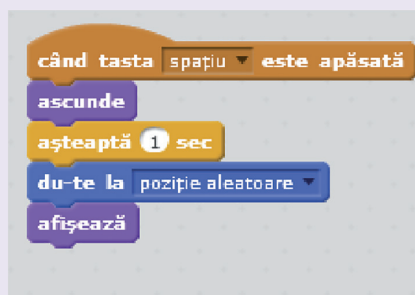 când tasta spațiu este apăsată
ascunde
așteaptă 1 sec
du-te la poziție aleatoare
afișează